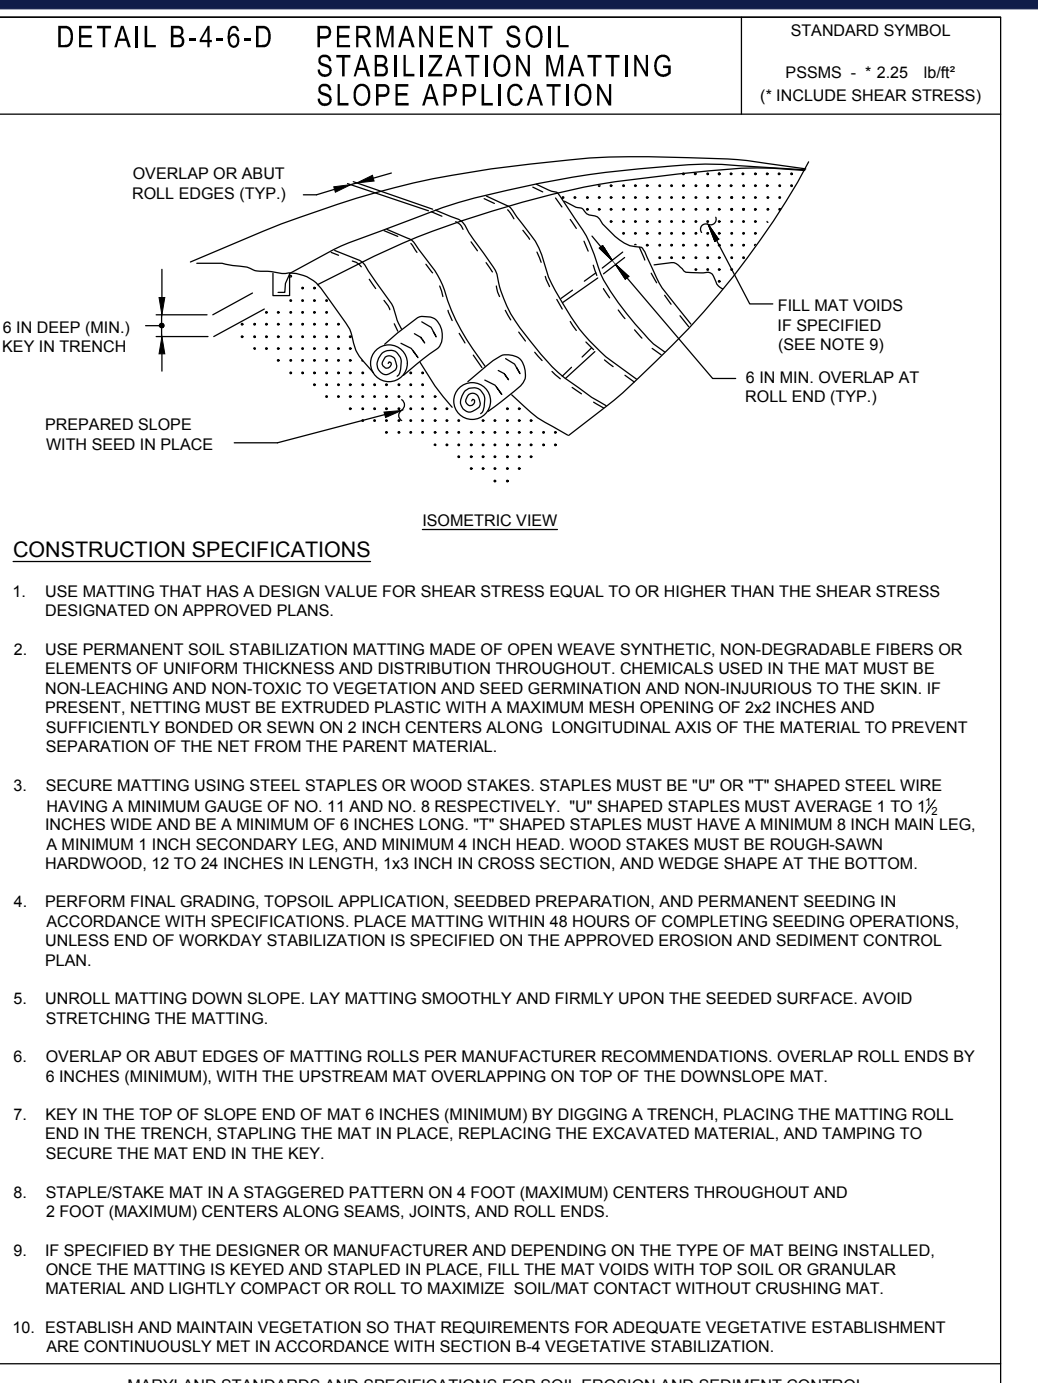 DETAIL B-4-6-D
PERMANENT SOIL
STABILIZATION MATTING
SLOPE APPLICATION
STANDARD SYMBOL
PSSMS - * 2.25 lb/ft²
(* INCLUDE SHEAR STRESS)
OVERLAP OR ABUT
ROLL EDGES (TYP.)
6 IN DEEP (MIN.)
KEY IN TRENCH
FILL MAT VOIDS
IF SPECIFIED
(SEE NOTE 9)
6 IN MIN. OVERLAP AT
ROLL END (TYP.)
PREPARED SLOPE
WITH SEED IN PLACE
ISOMETRIC VIEW
CONSTRUCTION SPECIFICATIONS
1. USE MATTING THAT HAS A DESIGN VALUE FOR SHEAR STRESS EQUAL TO OR HIGHER THAN THE SHEAR STRESS
DESIGNATED ON APPROVED PLANS.
2. USE PERMANENT SOIL STABILIZATION MATTING MADE OF OPEN WEAVE SYNTHETIC, NON-DEGRADABLE FIBERS OR
ELEMENTS OF UNIFORM THICKNESS AND DISTRIBUTION THROUGHOUT. CHEMICALS USED IN THE MAT MUST BE
NON-LEACHING AND NON-TOXIC TO VEGETATION AND SEED GERMINATION AND NON-INJURIOUS TO THE SKIN. IF
PRESENT, NETTING MUST BE EXTRUDED PLASTIC WITH A MAXIMUM MESH OPENING OF 2x2 INCHES AND
SUFFICIENTLY BONDED OR SEWN ON 2 INCH CENTERS ALONG LONGITUDINAL AXIS OF THE MATERIAL TO PREVENT
SEPARATION OF THE NET FROM THE PARENT MATERIAL.
3. SECURE MATTING USING STEEL STAPLES OR WOOD STAKES. STAPLES MUST BE "U" OR "T" SHAPED STEEL WIRE
HAVING A MINIMUM GAUGE OF NO. 11 AND NO. 8 RESPECTIVELY. "U" SHAPED STAPLES MUST AVERAGE 1 TO 1½
INCHES WIDE AND BE A MINIMUM OF 6 INCHES LONG. "T" SHAPED STAPLES MUST HAVE A MINIMUM 8 INCH MAIN LEG,
A MINIMUM 1 INCH SECONDARY LEG, AND MINIMUM 4 INCH HEAD. WOOD STAKES MUST BE ROUGH-SAWN
HARDWOOD, 12 TO 24 INCHES IN LENGTH, 1x3 INCH IN CROSS SECTION, AND WEDGE SHAPE AT THE BOTTOM.
4. PERFORM FINAL GRADING, TOPSOIL APPLICATION, SEEDBED PREPARATION, AND PERMANENT SEEDING IN
ACCORDANCE WITH SPECIFICATIONS. PLACE MATTING WITHIN 48 HOURS OF COMPLETING SEEDING OPERATIONS,
UNLESS END OF WORKDAY STABILIZATION IS SPECIFIED ON THE APPROVED EROSION AND SEDIMENT CONTROL
PLAN.
5. UNROLL MATTING DOWN SLOPE. LAY MATTING SMOOTHLY AND FIRMLY UPON THE SEEDED SURFACE. AVOID
STRETCHING THE MATTING.
6. OVERLAP OR ABUT EDGES OF MATTING ROLLS PER MANUFACTURER RECOMMENDATIONS. OVERLAP ROLL ENDS BY
6 INCHES (MINIMUM), WITH THE UPSTREAM MAT OVERLAPPING ON TOP OF THE DOWNSLOPE MAT.
7. KEY IN THE TOP OF SLOPE END OF MAT 6 INCHES (MINIMUM) BY DIGGING A TRENCH, PLACING THE MATTING ROLL
END IN THE TRENCH, STAPLING THE MAT IN PLACE, REPLACING THE EXCAVATED MATERIAL, AND TAMPING TO
SECURE THE MAT END IN THE KEY.
8. STAPLE/STAKE MAT IN A STAGGERED PATTERN ON 4 FOOT (MAXIMUM) CENTERS THROUGHOUT AND
2 FOOT (MAXIMUM) CENTERS ALONG SEAMS, JOINTS, AND ROLL ENDS.
9. IF SPECIFIED BY THE DESIGNER OR MANUFACTURER AND DEPENDING ON THE TYPE OF MAT BEING INSTALLED,
ONCE THE MATTING IS KEYED AND STAPLED IN PLACE, FILL THE MAT VOIDS WITH TOP SOIL OR GRANULAR
MATERIAL AND LIGHTLY COMPACT OR ROLL TO MAXIMIZE SOIL/MAT CONTACT WITHOUT CRUSHING MAT.
10. ESTABLISH AND MAINTAIN VEGETATION SO THAT REQUIREMENTS FOR ADEQUATE VEGETATIVE ESTABLISHMENT
ARE CONTINUOUSLY MET IN ACCORDANCE WITH SECTION B-4 VEGETATIVE STABILIZATION.
MARYLAND STANDARDS AND SPECIFICATIONS FOR SOIL EROSION AND SEDIMENT CONTROL